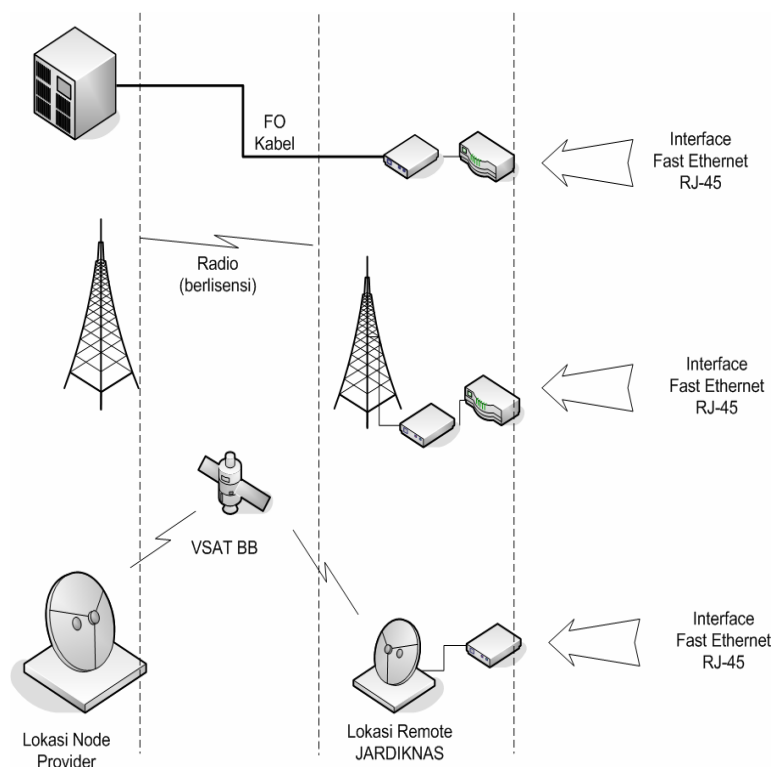 FO
Kabel
Interface
Fast Ethernet
RJ-45
Radio
(berlisensi)
Interface
Fast Ethernet
RJ-45
VSAT BB
Interface
Fast Ethernet
RJ-45
Lokasi Node
Provider
Lokasi Remote
JARDIKNAS